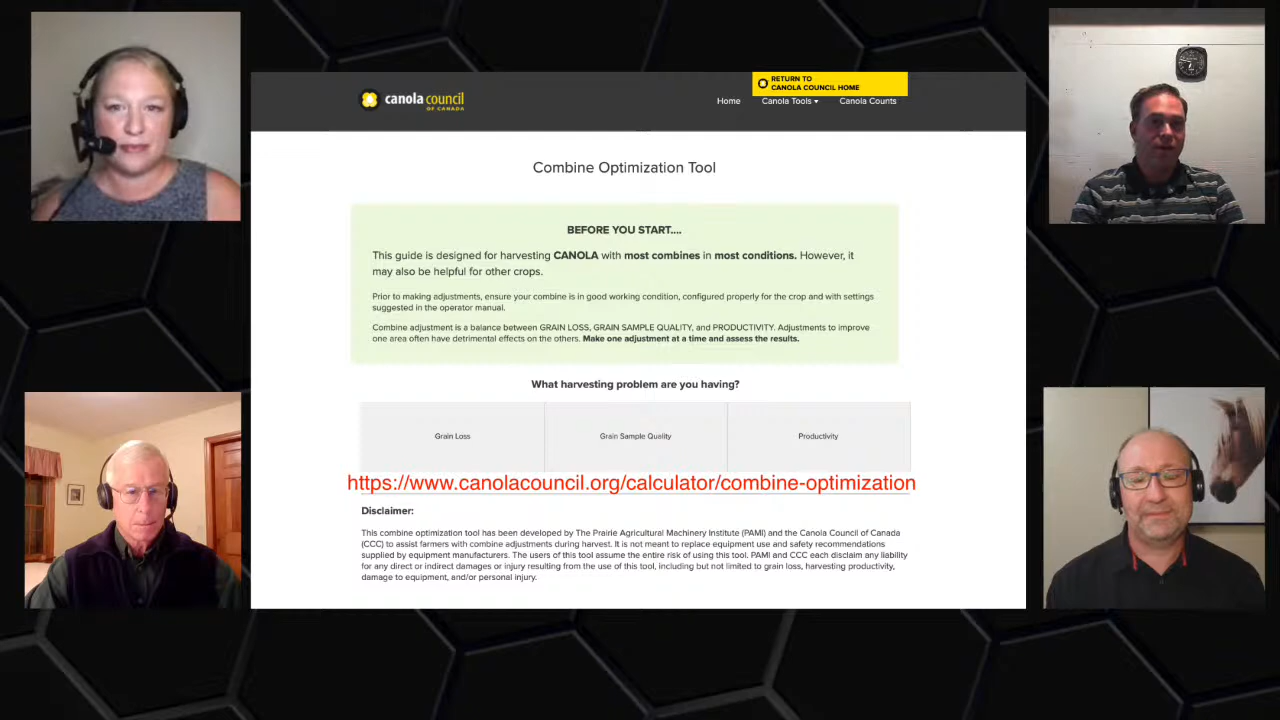 canola council
OF CANADA
RETURN TO
CANOLA COUNCIL HOME
Home Canola Tools Canola Counts
Combine Optimization Tool
BEFORE YOU START....
This guide is designed for harvesting CANOLA with most combines in most conditions. However, it
may also be helpful for other crops.
Prior to making adjustments, ensure your combine is in good working condition, configured properly for the crop and with settings
suggested in the operator manual.
Combine adjustment is a balance between GRAIN LOSS, GRAIN SAMPLE QUALITY, and PRODUCTIVITY. Adjustments to improve
one area often have detrimental effects on the others. Make one adjustment at a time and assess the results.
What harvesting problem are you having?
Grain Loss Grain Sample Quality Productivity
https://www.canolacouncil.org/calculator/combine-optimization
Disclaimer:
This combine optimization tool has been developed by The Prairie Agricultural Machinery Institute (PAMI) and the Canola Council of Canada
(CCC) to assist farmers with combine adjustments during harvest. It is not meant to replace equipment use and safety recommendations
supplied by equipment manufacturers. The users of this tool assume the entire risk of using this tool. PAMI and CCC each disclaim any liability
for any direct or indirect damages or injury resulting from the use of this tool, including but not limited to grain loss, harvesting productivity,
damage to equipment, and/or personal injury.